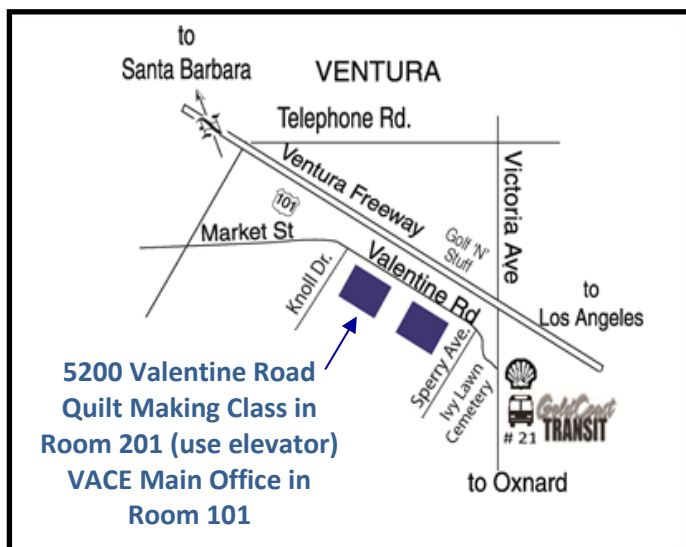 to
Santa Barbara
VENTURA
Telephone Rd.
Ventura Freeway
Victoria Ave
101
Market St
Golf 'N'
Stuff
Knoll Dr.
Valentine Rd
to
Los Angeles
Sperry Ave.
Ivy Lawn
Cemetery
5200 Valentine Road
Quilt Making Class in
Room 201 (use elevator)
VACE Main Office in
Room 101
# 21
Gold Coast
TRANSIT
to Oxnard